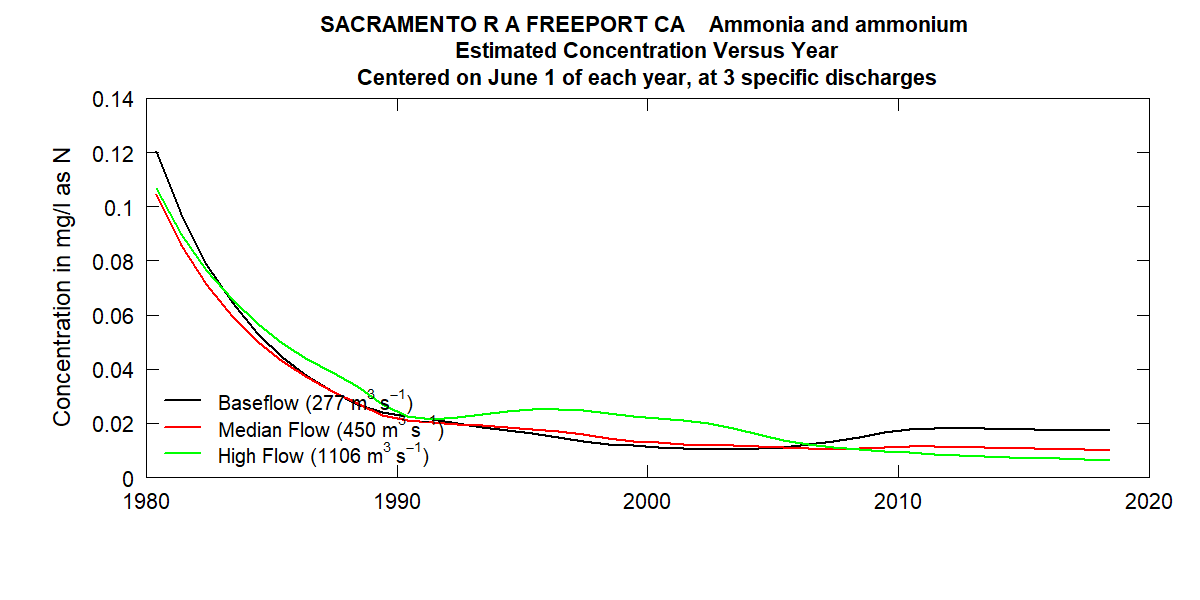 SACRAMENTO R A FREEPORT CA Ammonia and ammonium
Estimated Concentration Versus Year
Centered on June 1 of each year, at 3 specific discharges
Concentration in mg/l as N
0.14
0.12
0.1
0.08
0.06
0.04
0.02
0
Baseflow (277 m³ s⁻¹)
Median Flow (450 m³ s⁻¹)
High Flow (1106 m³ s⁻¹)
1980 1990 2000 2010 2020